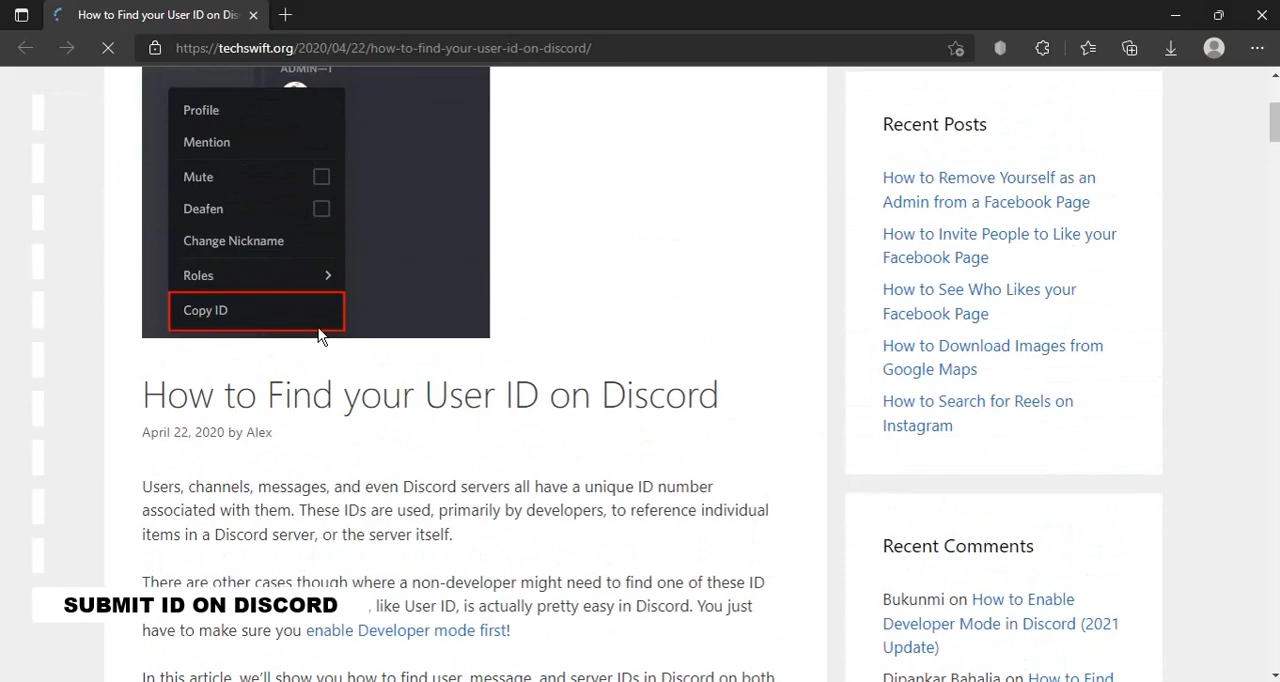 How to Find your User ID on Dis
https://techswift.org/2020/04/22/how-to-find-your-user-id-on-discord/
ADMIN—1
Profile
Mention
Mute
Deafen
Change Nickname
Roles
Copy ID
How to Find your User ID on Discord
April 22, 2020 by Alex
Users, channels, messages, and even Discord servers all have a unique ID number
associated with them. These IDs are used, primarily by developers, to reference individual
items in a Discord server, or the server itself.
There are other cases though where a non-developer might need to find one of these ID
, like User ID, is actually pretty easy in Discord. You just
have to make sure you enable Developer mode first!
In this article, we'll show you how to find user, message, and server IDs in Discord on both
SUBMIT ID ON DISCORD
Recent Posts
How to Remove Yourself as an
Admin from a Facebook Page
How to Invite People to Like your
Facebook Page
How to See Who Likes your
Facebook Page
How to Download Images from
Google Maps
How to Search for Reels on
Instagram
Recent Comments
Bukunmi on How to Enable
Developer Mode in Discord (2021
Update)
Dipankar Bahalia on How to Find